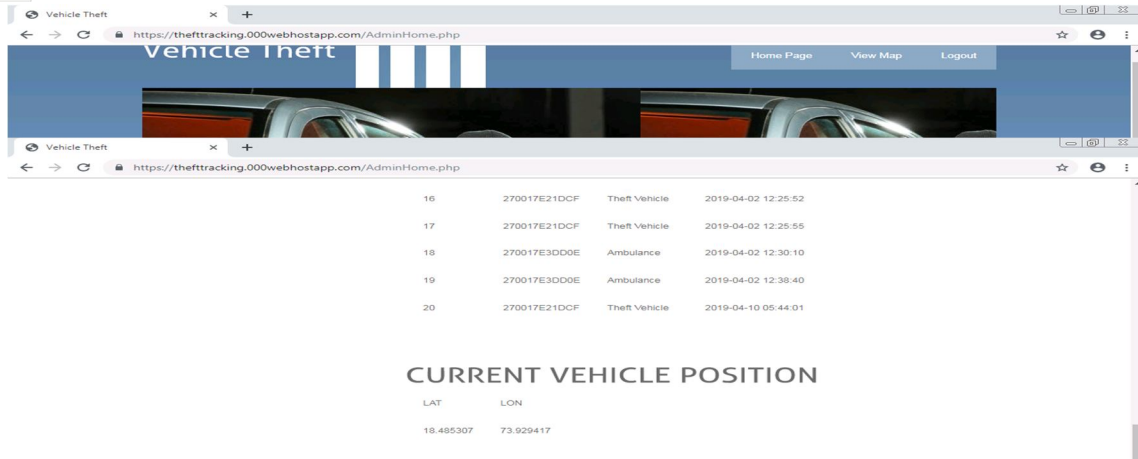 Vehicle Theft
https://thefttracking.000webhostapp.com/AdminHome.php
Vehicle Theft
Home Page View Map Logout
Vehicle Theft
https://thefttracking.000webhostapp.com/AdminHome.php
16 270017E21DCF Theft Vehicle 2019-04-02 12:25:52
17 270017E21DCF Theft Vehicle 2019-04-02 12:25:55
18 270017E3DD0E Ambulance 2019-04-02 12:30:10
19 270017E3DD0E Ambulance 2019-04-02 12:38:40
20 270017E21DCF Theft Vehicle 2019-04-10 05:44:01
CURRENT VEHICLE POSITION
LAT LON
18.485307 73.929417